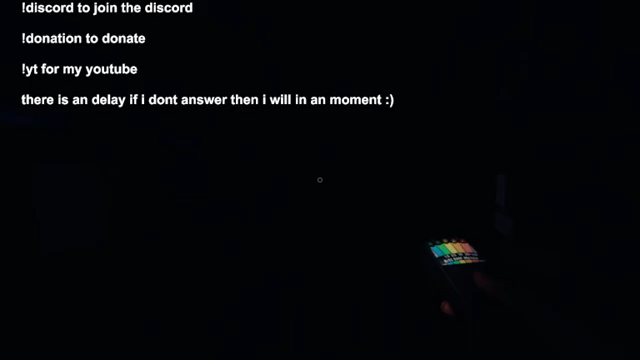 !discord to join the discord
!donation to donate
!yt for my youtube
there is an delay if i dont answer then i will in an moment :)